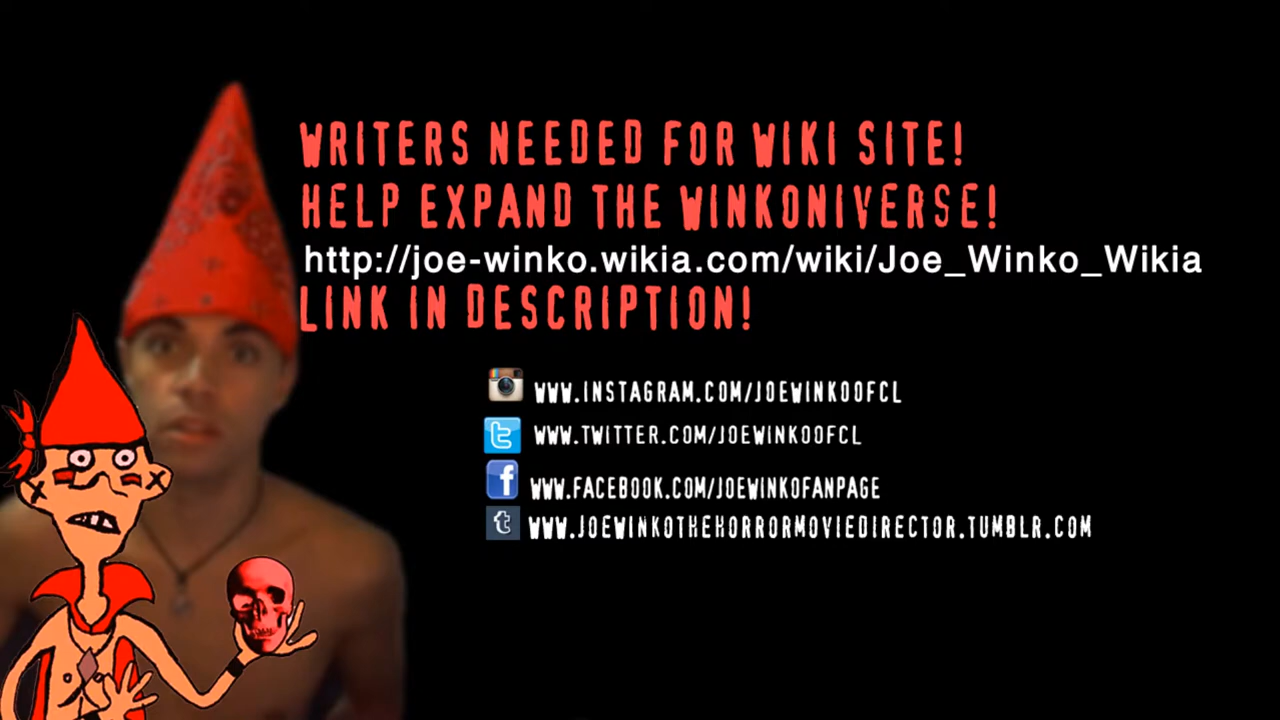 WRITERS NEEDED FOR WIKI SITE!
HELP EXPAND THE WINKONIVERSE!
http://joe-winko.wikia.com/wiki/Joe_Winko_Wikia
LINK IN DESCRIPTION!
WWW.INSTAGRAM.COM/JOEWINKOOFCL
WWW.TWITTER.COM/JOEWINKOOFCL
WWW.FACEBOOK.COM/JOEWINKOFANPAGE
WWW.JOEWINKOTHEHORRORMOVIEDIRECTOR.TUMBLR.COM